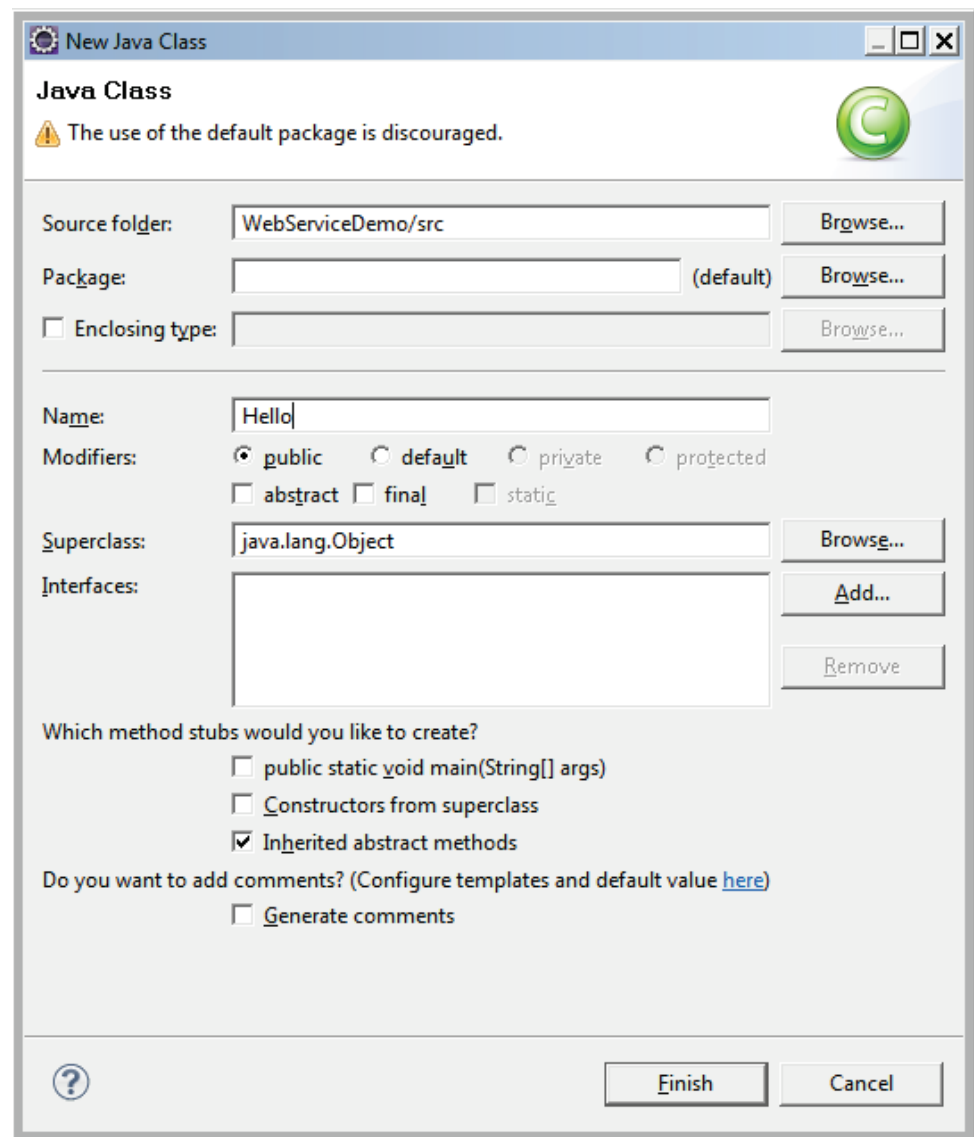 New Java Class
Java Class
The use of the default package is discouraged.
C
Source folder: WebServiceDemo/src Browse...
Package: (default) Browse...
Enclosing type: Browse...
Name: Hello
Modifiers: public default private protected
abstract final static
Superclass: java.lang.Object Browse...
Interfaces: Add...
Remove
Which method stubs would you like to create?
public static void main(String[] args)
Constructors from superclass
Inherited abstract methods
Do you want to add comments? (Configure templates and default value here)
Generate comments
? Finish Cancel